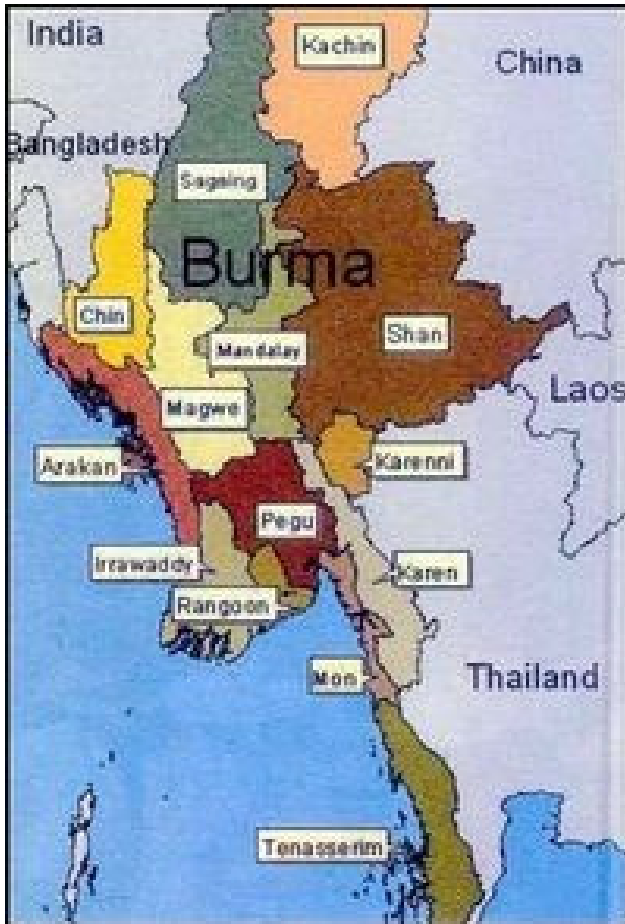 India
Kachin
China
Bangladesh
Sagaing
Burma
Chin
Shan
Mandalay
Laos
Magwe
Arakan
Karenni
Pegu
Irrawaddy
Karen
Rangoon
Mon
Thailand
Tenasserim